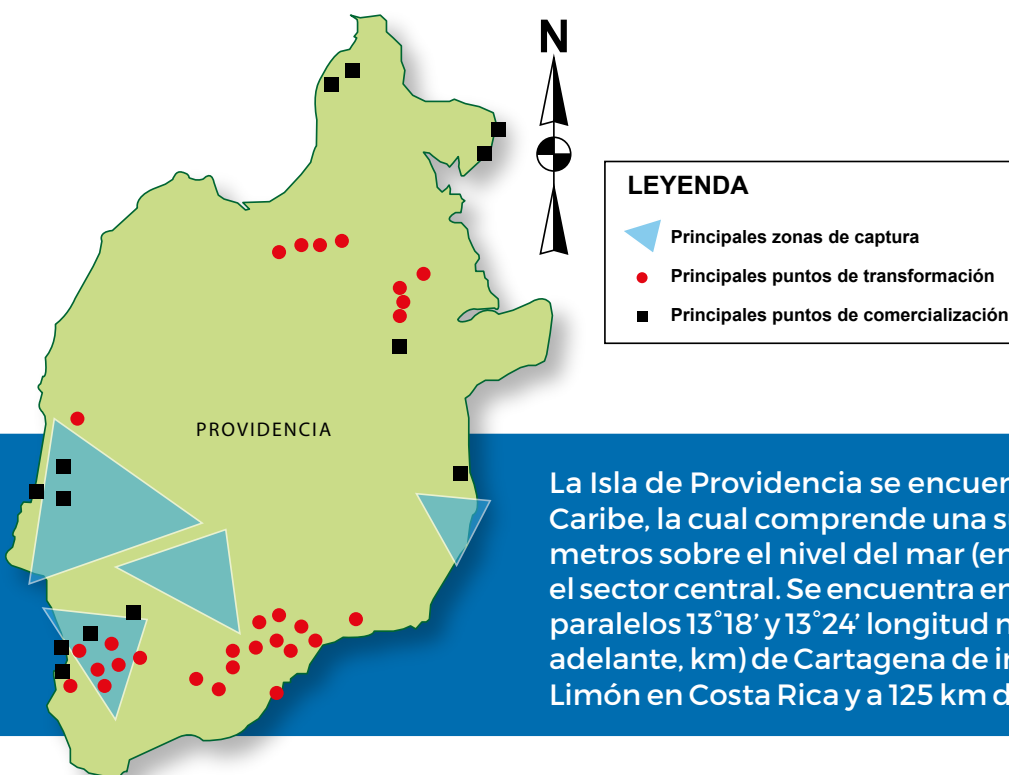 N
LEYENDA
Principales zonas de captura
Principales puntos de transformación
Principales puntos de comercialización
PROVIDENCIA
La Isla de Providencia se encuen
Caribe, la cual comprende una s
metros sobre el nivel del mar (en
el sector central. Se encuentra en
paralelos 13°18' y 13°24' longitud n
adelante, km) de Cartagena de i
Limón en Costa Rica y a 125 km d